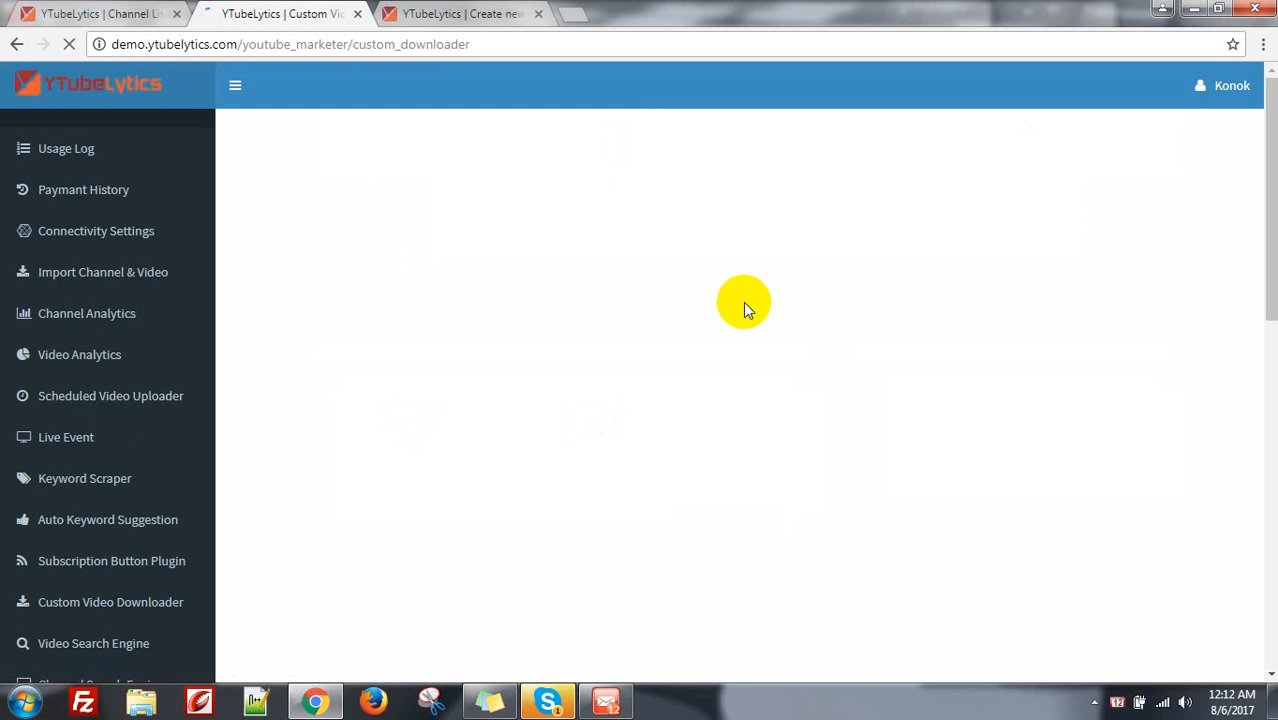 YTubeLytics | Channel Lis
YTubeLytics | Custom Vid
YTubeLytics | Create new
demo.ytubelytics.com/youtube_marketer/custom_downloader
YTubeLytics
Konok
Usage Log
Paymant History
Connectivity Settings
Import Channel & Video
Channel Analytics
Video Analytics
Scheduled Video Uploader
Live Event
Keyword Scraper
Auto Keyword Suggestion
Subscription Button Plugin
Custom Video Downloader
Video Search Engine
12:12 AM
8/6/2017